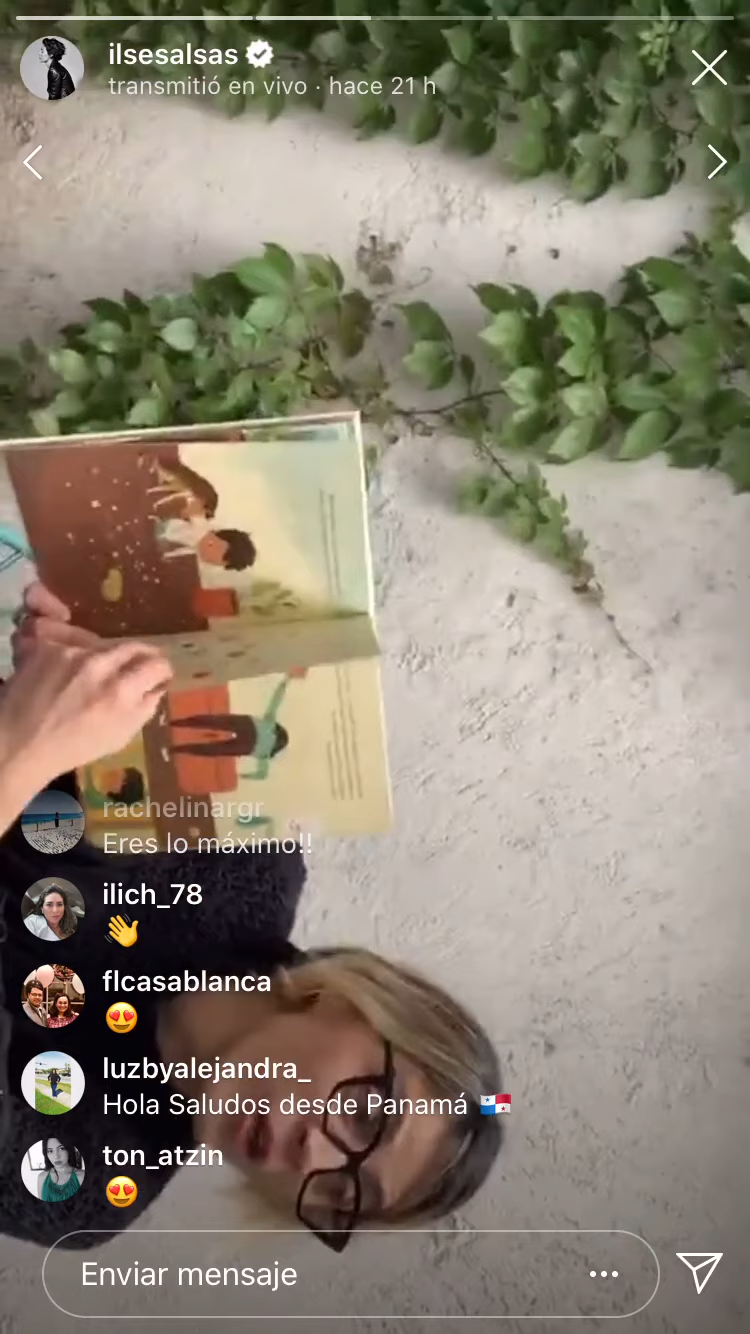 ilsesalsas
transmitió en vivo · hace 21 h
rachelinargr
Eres lo máximo!!
ilich_78
👋
flcasablanca
😍
luzbyalejandra_
Hola Saludos desde Panamá 🇵🇦
ton_atzin
😍
Enviar mensaje